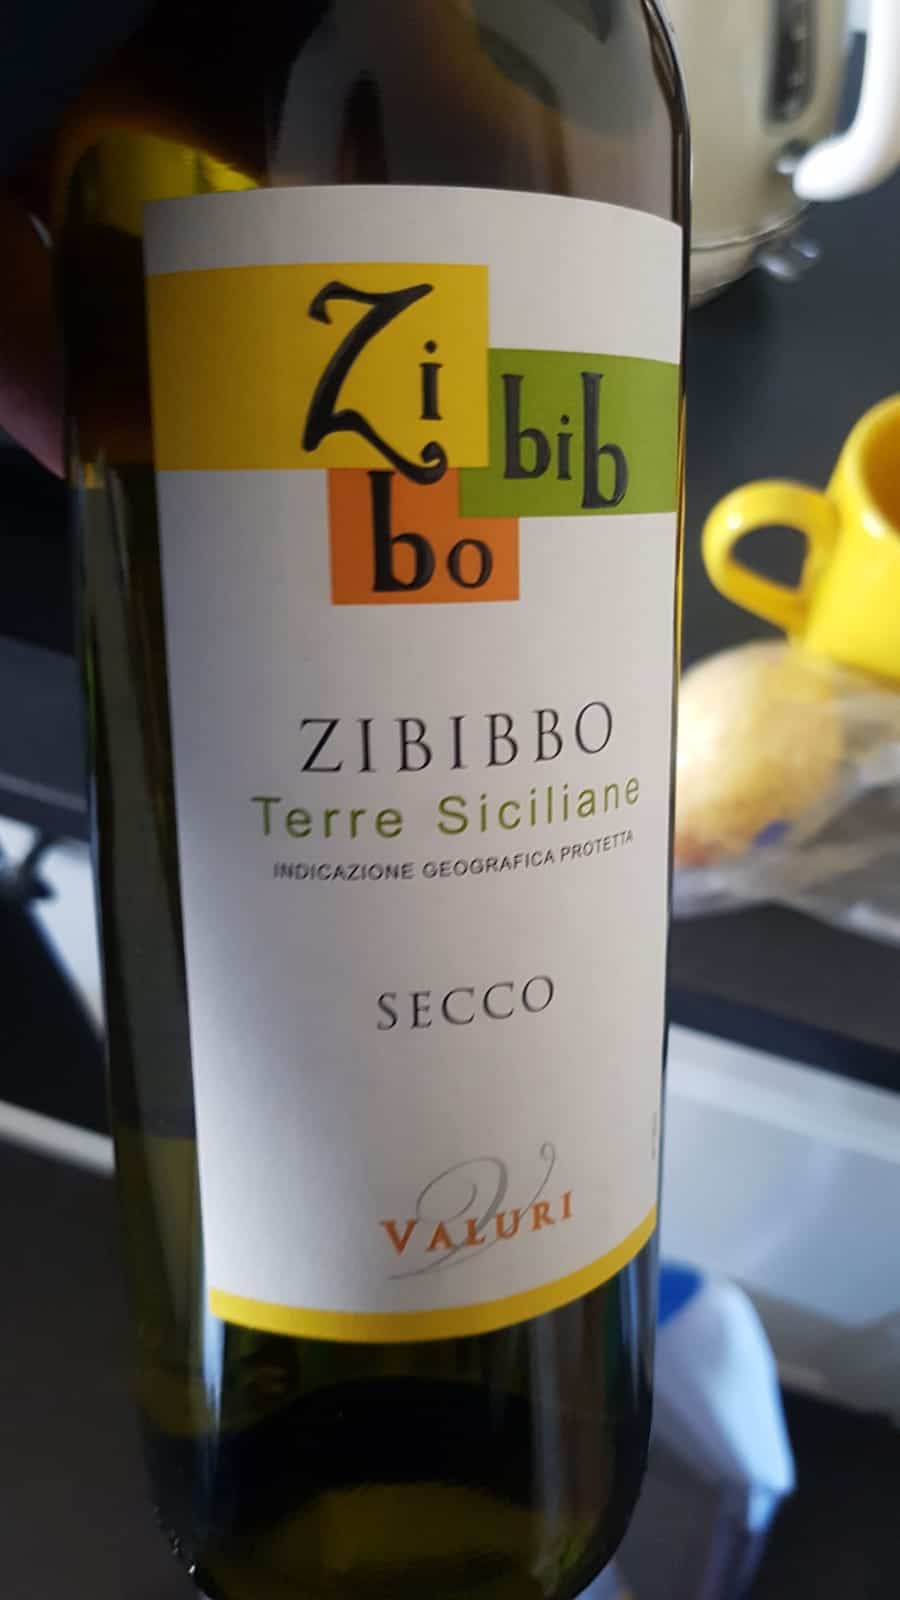 Zi
bib
bo
ZIBIBBO
Terre Siciliane
INDICAZIONE GEOGRAFICA PROTETTA
SECCO
V
VALURI